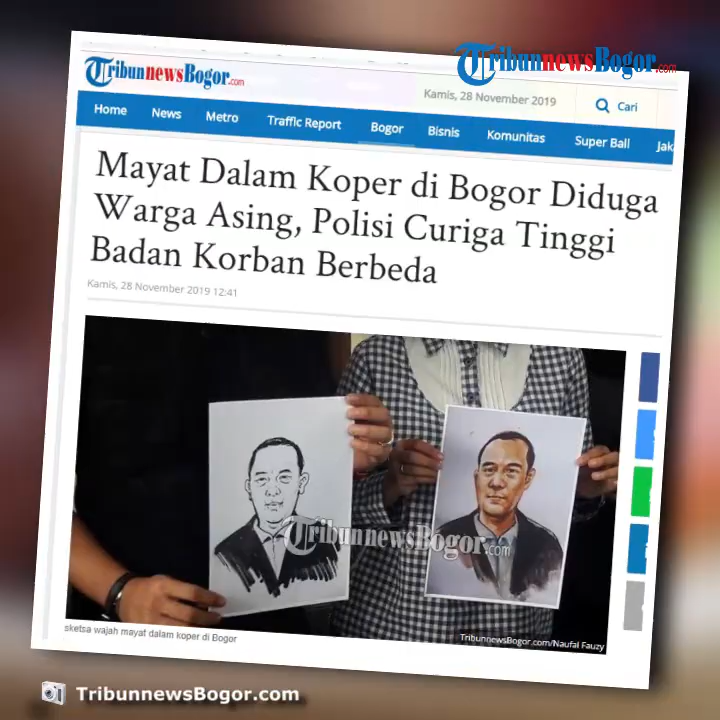 TribunnewsBogor.com
TribunnewsBogor.com
Kamis, 28 November 2019
Cari
Home News Metro Traffic Report Bogor Bisnis Komunitas Super Ball Jak
Mayat Dalam Koper di Bogor Diduga
Warga Asing, Polisi Curiga Tinggi
Badan Korban Berbeda
Kamis, 28 November 2019 12:41
TribunnewsBogor.com
TribunnewsBogor.com/Naufal Fauzy
sketsa wajah mayat dalam koper di Bogor
TribunnewsBogor.com